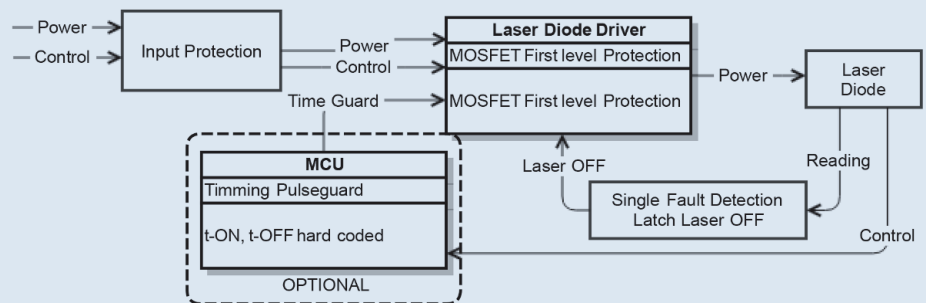 Power
Control
Input Protection
Power
Control
Time Guard
Laser Diode Driver
MOSFET First level Protection
MOSFET First level Protection
Power
Laser
Diode
Reading
Control
Single Fault Detection
Latch Laser OFF
Laser OFF
MCU
Timming Pulseguard
t-ON, t-OFF hard coded
OPTIONAL